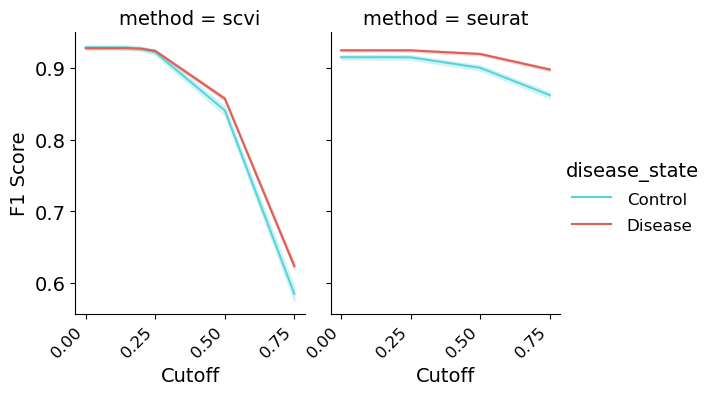 method = scvi
method = seurat
F1 Score
0.9
0.8
0.7
0.6
0.00
0.25
0.50
0.75
Cutoff
0.00
0.25
0.50
0.75
Cutoff
disease_state
Control
Disease